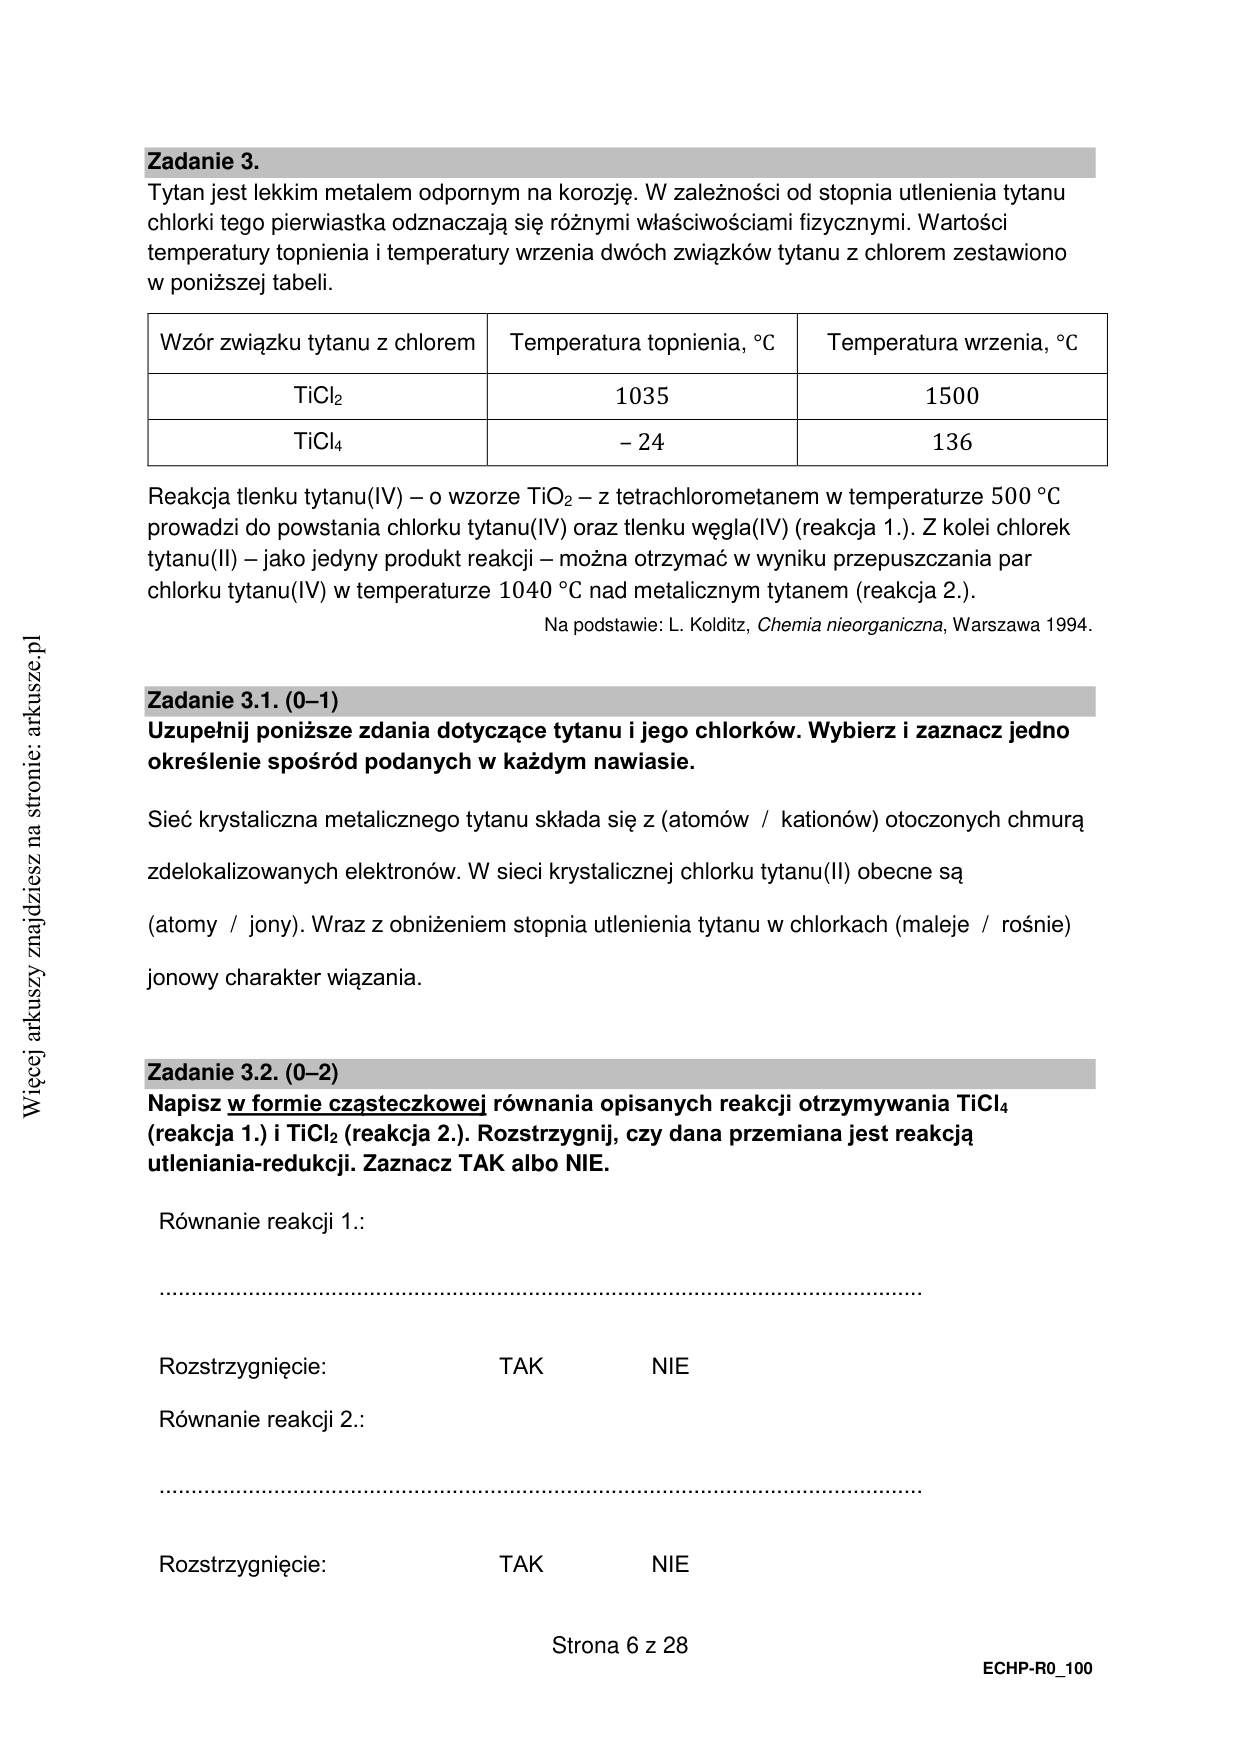 Zadanie 3.
Tytan jest lekkim metalem odpornym na korozję. W zależności od stopnia utlenienia tytanu
chlorki tego pierwiastka odznaczają się różnymi właściwościami fizycznymi. Wartości
temperatury topnienia i temperatury wrzenia dwóch związków tytanu z chlorem zestawiono
w poniższej tabeli.
Wzór związku tytanu z chlorem Temperatura topnienia, °C Temperatura wrzenia, °C
TiCl₂ 1035 1500
TiCl₄ – 24 136
Reakcja tlenku tytanu(IV) – o wzorze TiO₂ – z tetrachlorometanem w temperaturze 500 °C
prowadzi do powstania chlorku tytanu(IV) oraz tlenku węgla(IV) (reakcja 1.). Z kolei chlorek
tytanu(II) – jako jedyny produkt reakcji – można otrzymać w wyniku przepuszczania par
chlorku tytanu(IV) w temperaturze 1040 °C nad metalicznym tytanem (reakcja 2.).
Na podstawie: L. Kolditz, Chemia nieorganiczna, Warszawa 1994.
Zadanie 3.1. (0–1)
Uzupełnij poniższe zdania dotyczące tytanu i jego chlorków. Wybierz i zaznacz jedno
określenie spośród podanych w każdym nawiasie.
Sieć krystaliczna metalicznego tytanu składa się z (atomów / kationów) otoczonych chmurą
zdelokalizowanych elektronów. W sieci krystalicznej chlorku tytanu(II) obecne są
(atomy / jony). Wraz z obniżeniem stopnia utlenienia tytanu w chlorkach (maleje / rośnie)
jonowy charakter wiązania.
Zadanie 3.2. (0–2)
Napisz w formie cząsteczkowej równania opisanych reakcji otrzymywania TiCl₄
(reakcja 1.) i TiCl₂ (reakcja 2.). Rozstrzygnij, czy dana przemiana jest reakcją
utleniania-redukcji. Zaznacz TAK albo NIE.
Równanie reakcji 1.:
........................................................................................................................
Rozstrzygnięcie: TAK NIE
Równanie reakcji 2.:
........................................................................................................................
Rozstrzygnięcie: TAK NIE
Strona 6 z 28
ECHP-R0_100
Więcej arkuszy znajdziesz na stronie: arkusze.pl